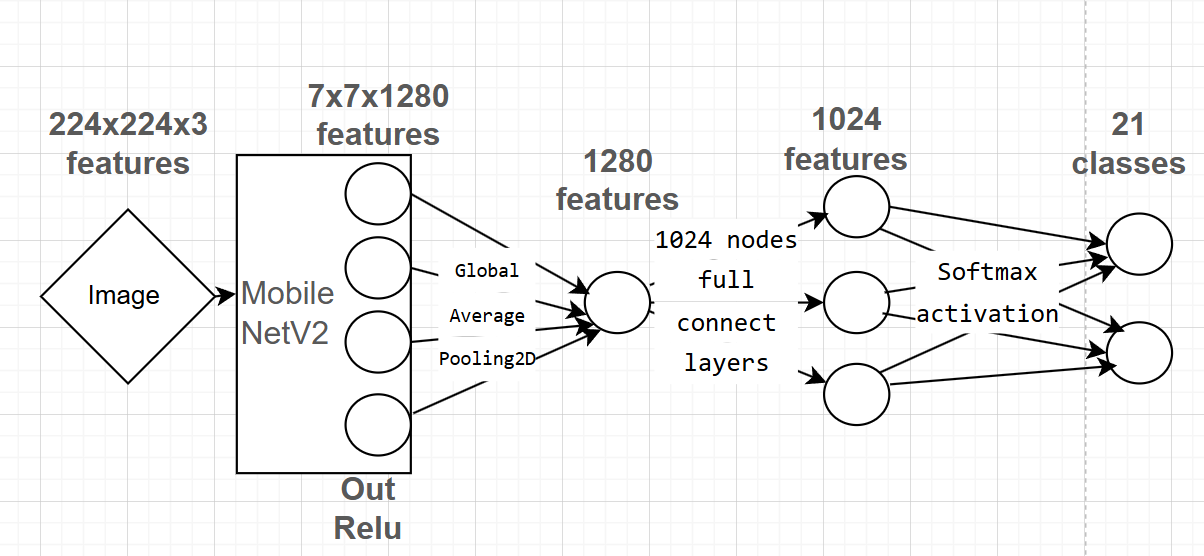 224x224x3
features
Image
7x7x1280
features
Mobile
NetV2
Out
Relu
Global
Average
Pooling2D
1280
features
1024 nodes
full
connect
layers
1024
features
Softmax
activation
21
classes